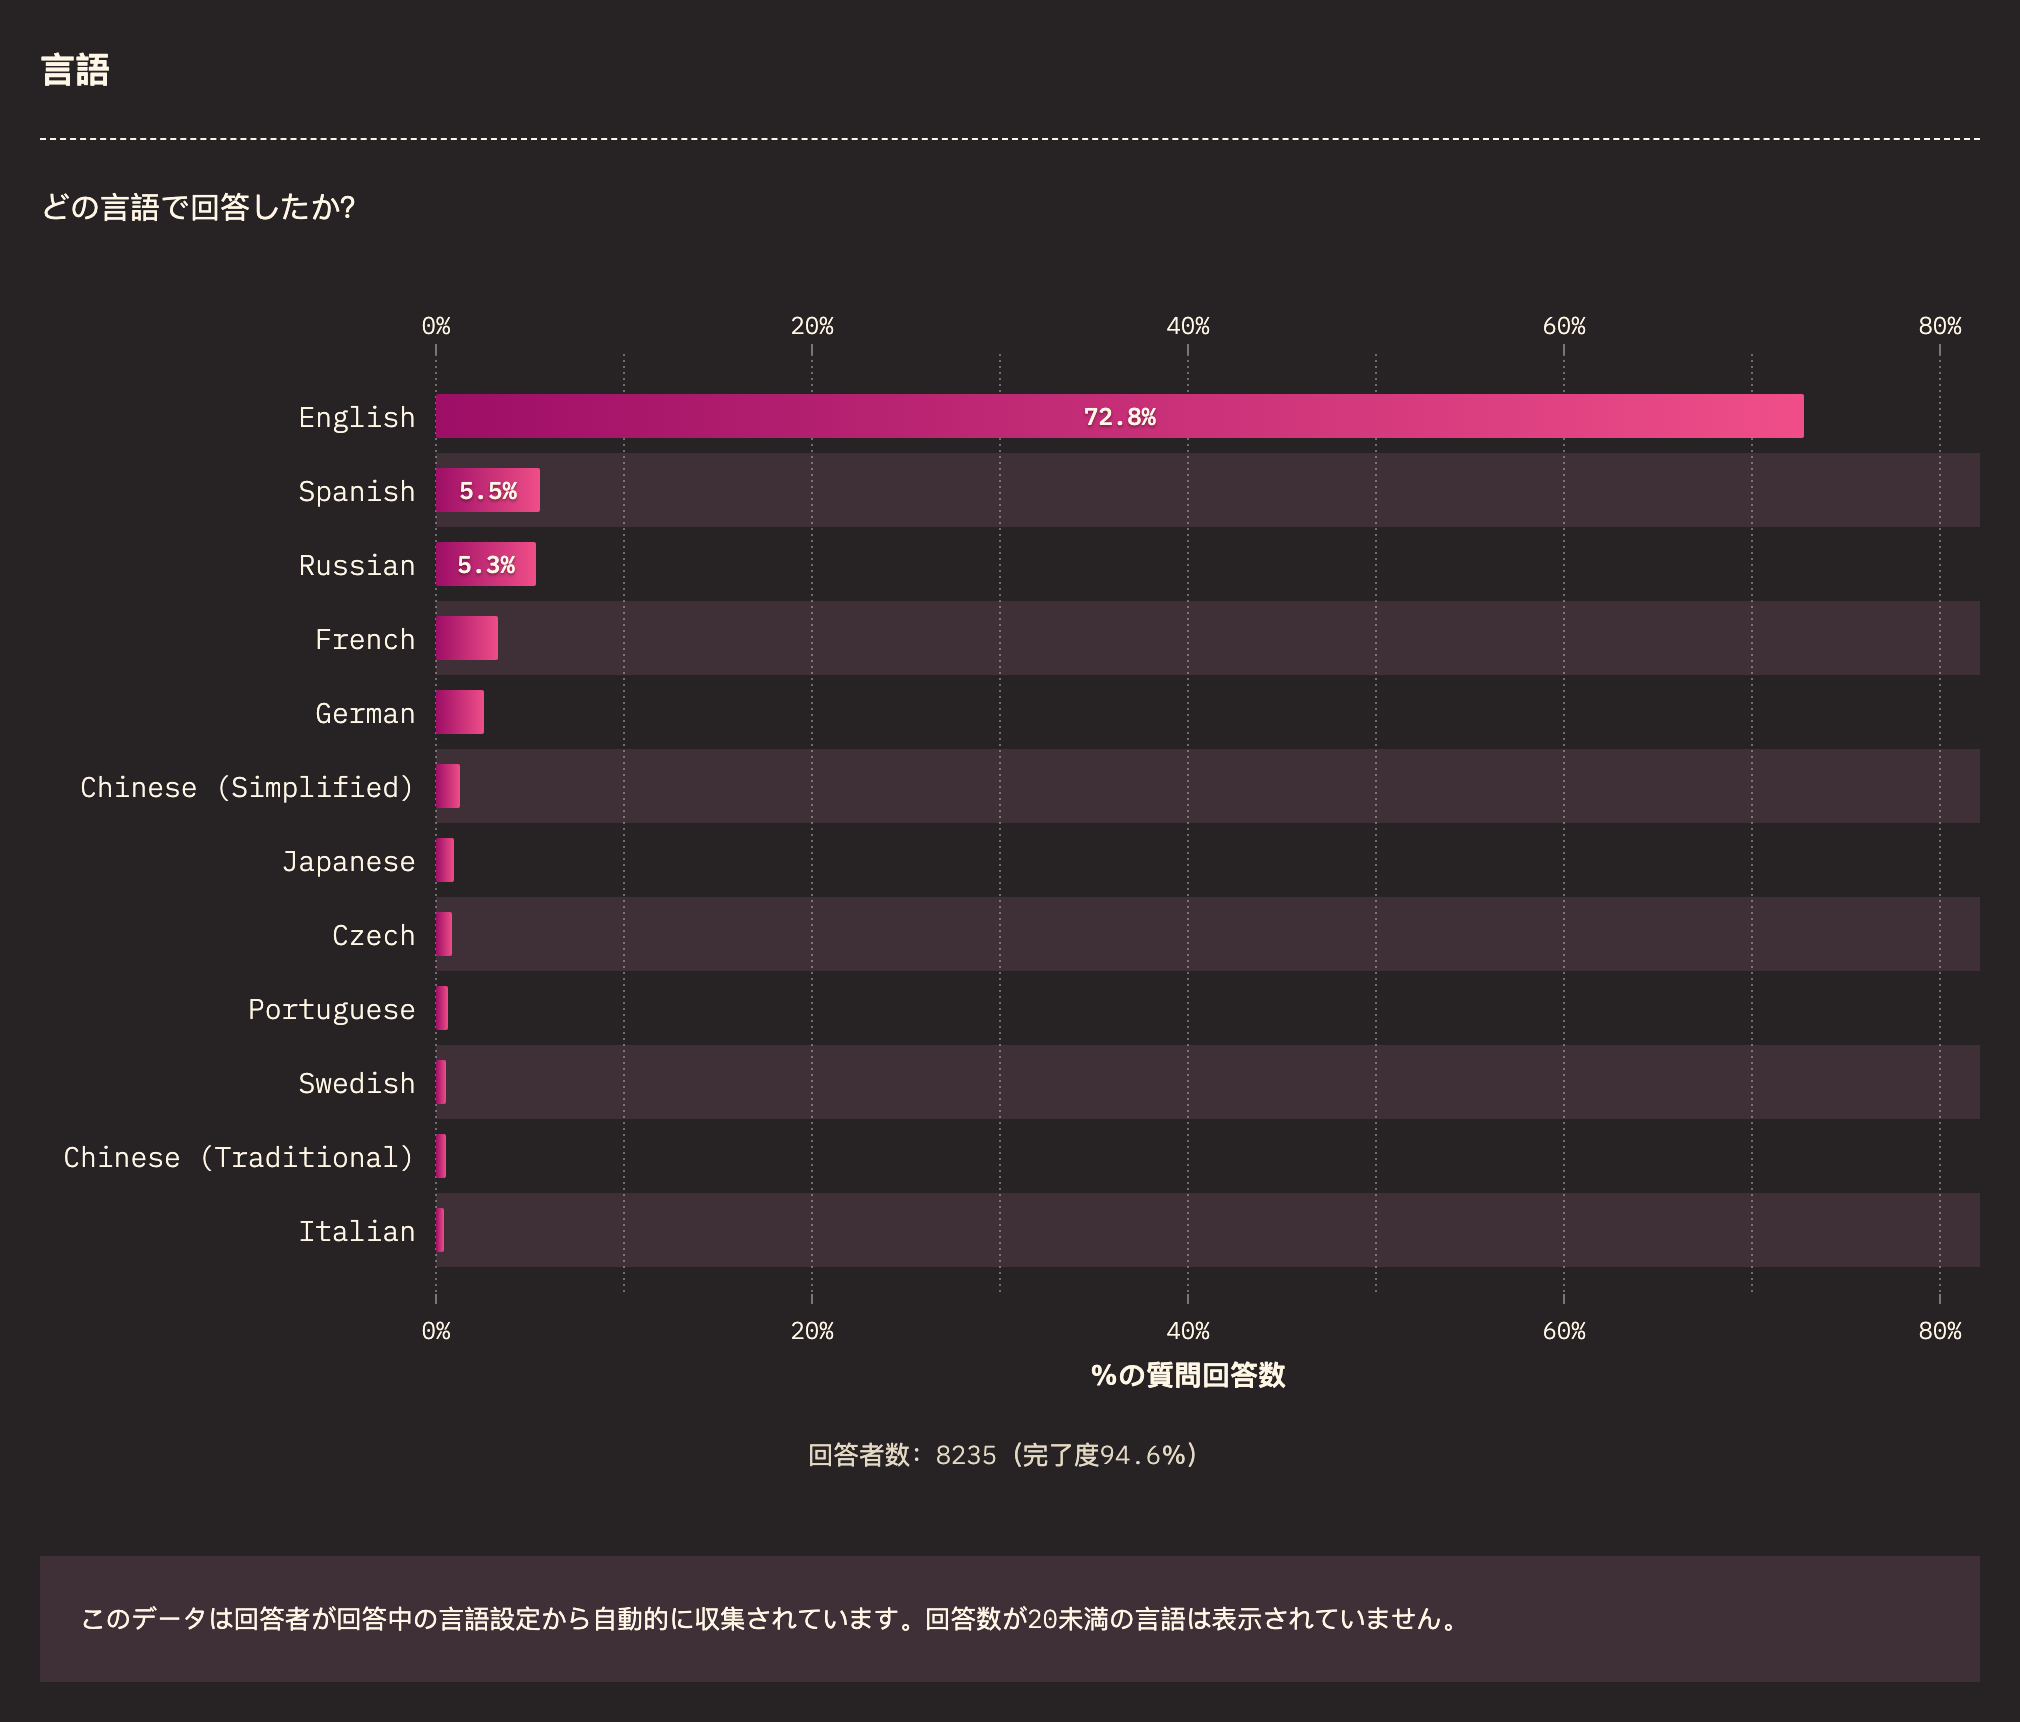 言語
どの言語で回答したか?
0% 20% 40% 60% 80%
English 72.8%
Spanish 5.5%
Russian 5.3%
French
German
Chinese (Simplified)
Japanese
Czech
Portuguese
Swedish
Chinese (Traditional)
Italian
0% 20% 40% 60% 80%
%の質問回答数
回答者数: 8235 (完了度94.6%)
このデータは回答者が回答中の言語設定から自動的に収集されています。回答数が20未満の言語は表示されていません。